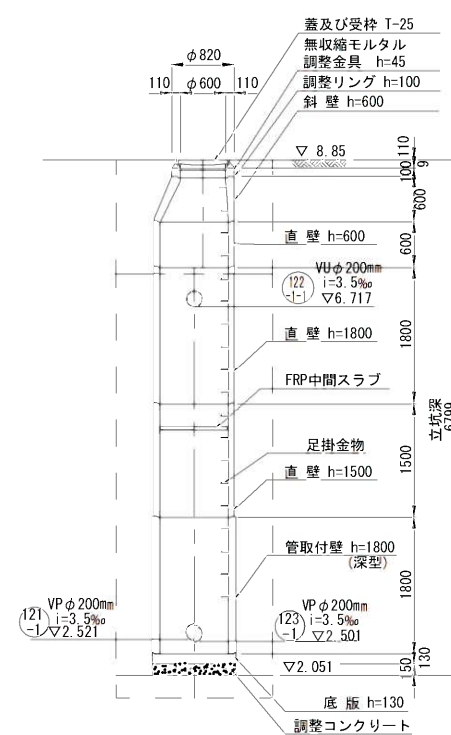 蓋及び受枠 T-25
無収縮モルタル
調整金具 h=45
調整リング h=100
斜 壁 h=600
φ820
110 φ600 110
▽ 8.85
110
9
100
600
直 壁 h=600
600
VUφ200mm
i=3.5‰
▽6.717
122
-1-1
直 壁 h=1800
1800
FRP中間スラブ
立坑深
6799
足掛金物
直 壁 h=1500
1500
管取付壁 h=1800
(深型)
1800
121
-1
VPφ200mm
i=3.5‰
▽2.521
123
-1
VPφ200mm
i=3.5‰
▽2.501
▽2.051
150
130
底 版 h=130
調整コンクリート